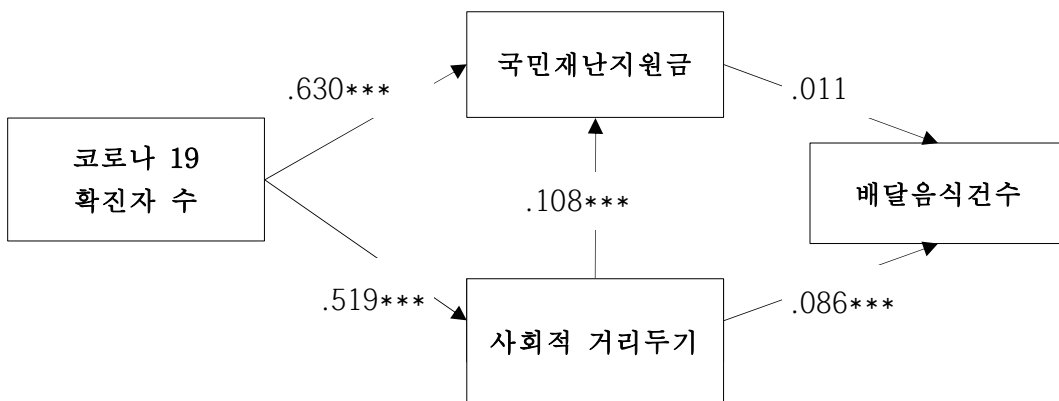 국민재난지원금
.630***
.011
코로나 19
확진자 수
.108***
배달음식건수
.519***
.086***
사회적 거리두기